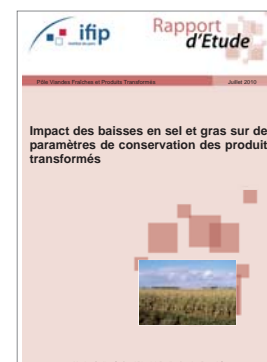 ifip
Rapport
d'Etude
Pôle Viandes Fraîches et Produits Transformés
Juillet 2010
Impact des baisses en sel et gras sur de
paramètres de conservation des produit
transformés